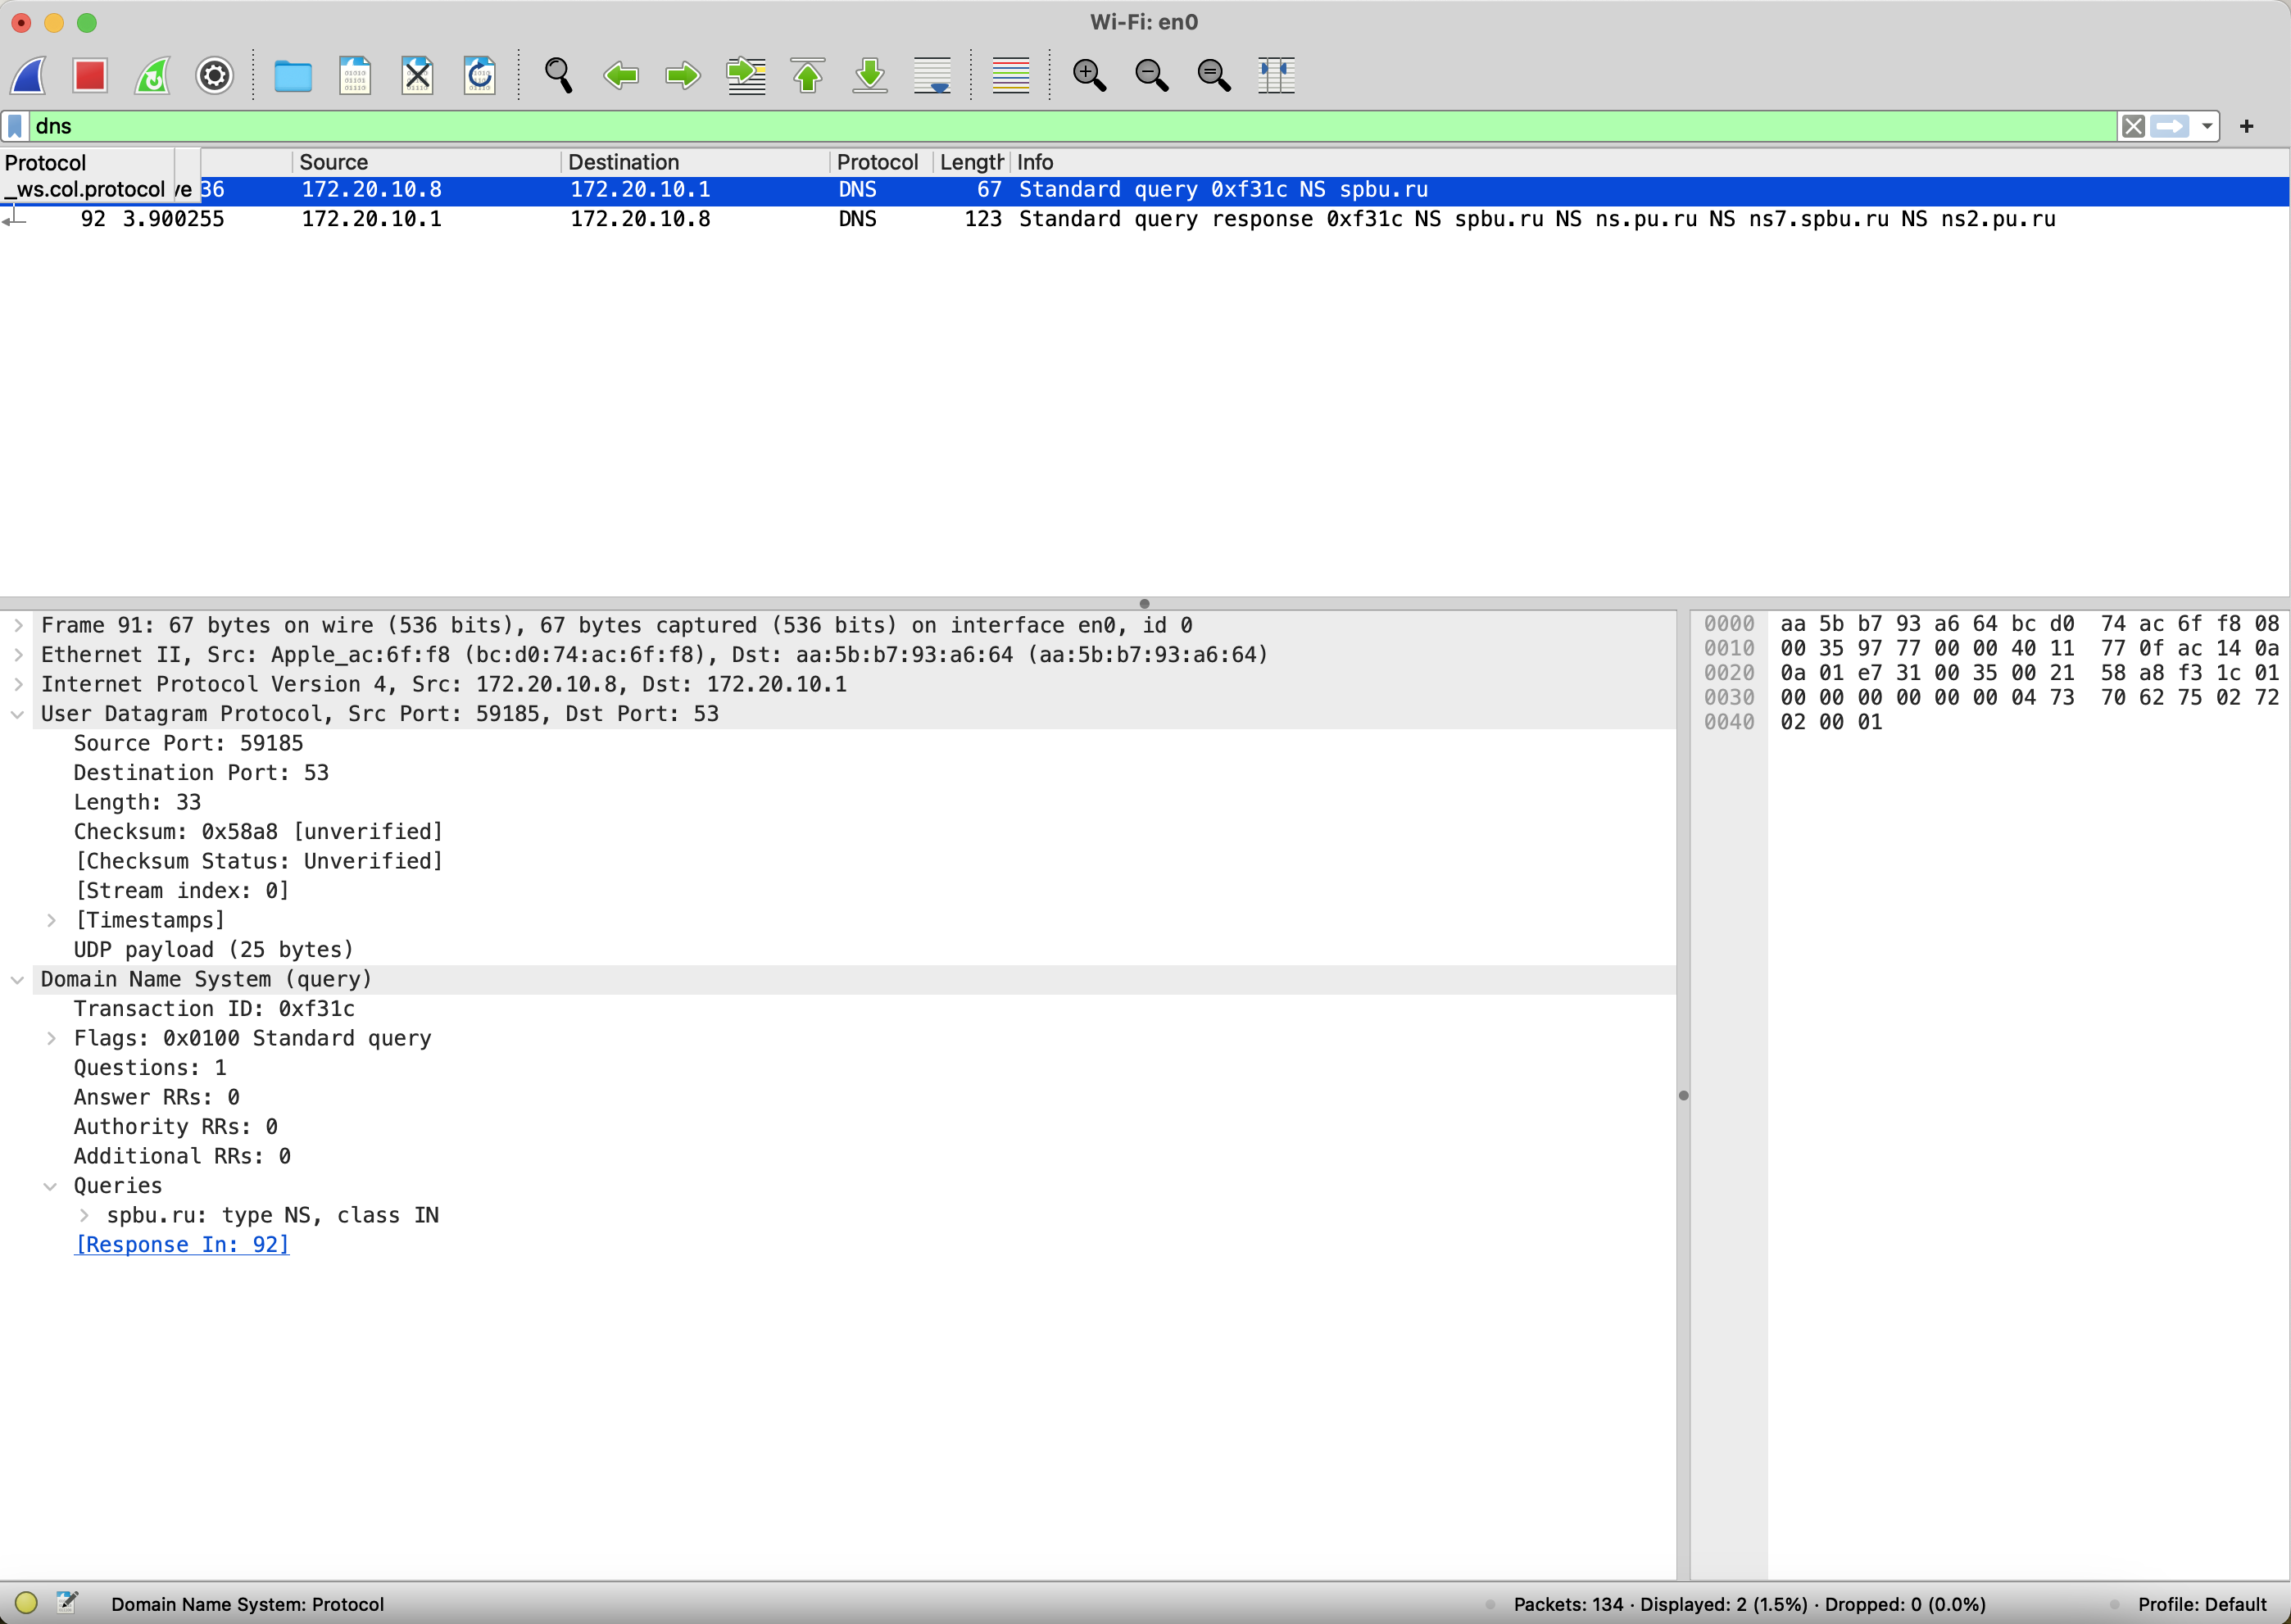 Wi-Fi: en0
dns
+
Protocol Source Destination Protocol Length Info
_ws.col.protocol ve 36 172.20.10.8 172.20.10.1 DNS 67 Standard query 0xf31c NS spbu.ru
92 3.900255 172.20.10.1 172.20.10.8 DNS 123 Standard query response 0xf31c NS spbu.ru NS ns.pu.ru NS ns7.spbu.ru NS ns2.pu.ru
Frame 91: 67 bytes on wire (536 bits), 67 bytes captured (536 bits) on interface en0, id 0
Ethernet II, Src: Apple_ac:6f:f8 (bc:d0:74:ac:6f:f8), Dst: aa:5b:b7:93:a6:64 (aa:5b:b7:93:a6:64)
Internet Protocol Version 4, Src: 172.20.10.8, Dst: 172.20.10.1
User Datagram Protocol, Src Port: 59185, Dst Port: 53
Source Port: 59185
Destination Port: 53
Length: 33
Checksum: 0x58a8 [unverified]
[Checksum Status: Unverified]
[Stream index: 0]
[Timestamps]
UDP payload (25 bytes)
Domain Name System (query)
Transaction ID: 0xf31c
Flags: 0x0100 Standard query
Questions: 1
Answer RRs: 0
Authority RRs: 0
Additional RRs: 0
Queries
spbu.ru: type NS, class IN
[Response In: 92]
0000 aa 5b b7 93 a6 64 bc d0 74 ac 6f f8 08
0010 00 35 97 77 00 00 40 11 77 0f ac 14 0a
0020 0a 01 e7 31 00 35 00 21 58 a8 f3 1c 01
0030 00 00 00 00 00 00 04 73 70 62 75 02 72
0040 02 00 01
Domain Name System: Protocol
Packets: 134 · Displayed: 2 (1.5%) · Dropped: 0 (0.0%)
Profile: Default